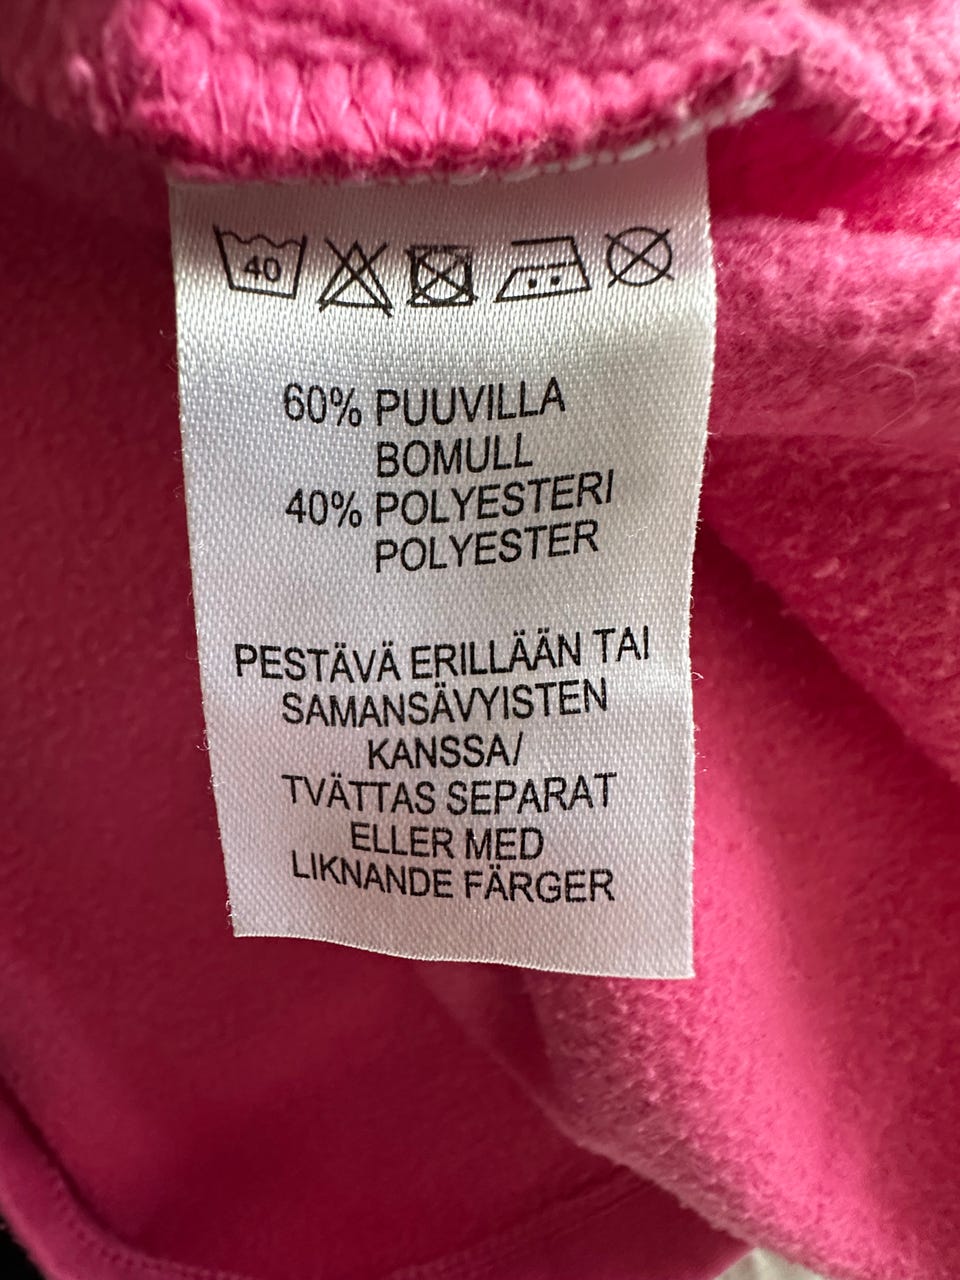 40
60% PUUVILLA
BOMULL
40% POLYESTERI
POLYESTER
PESTÄVÄ ERILLÄÄN TAI
SAMANSÄVYISTEN
KANSSA/
TVÄTTAS SEPARAT
ELLER MED
LIKNANDE FÄRGER